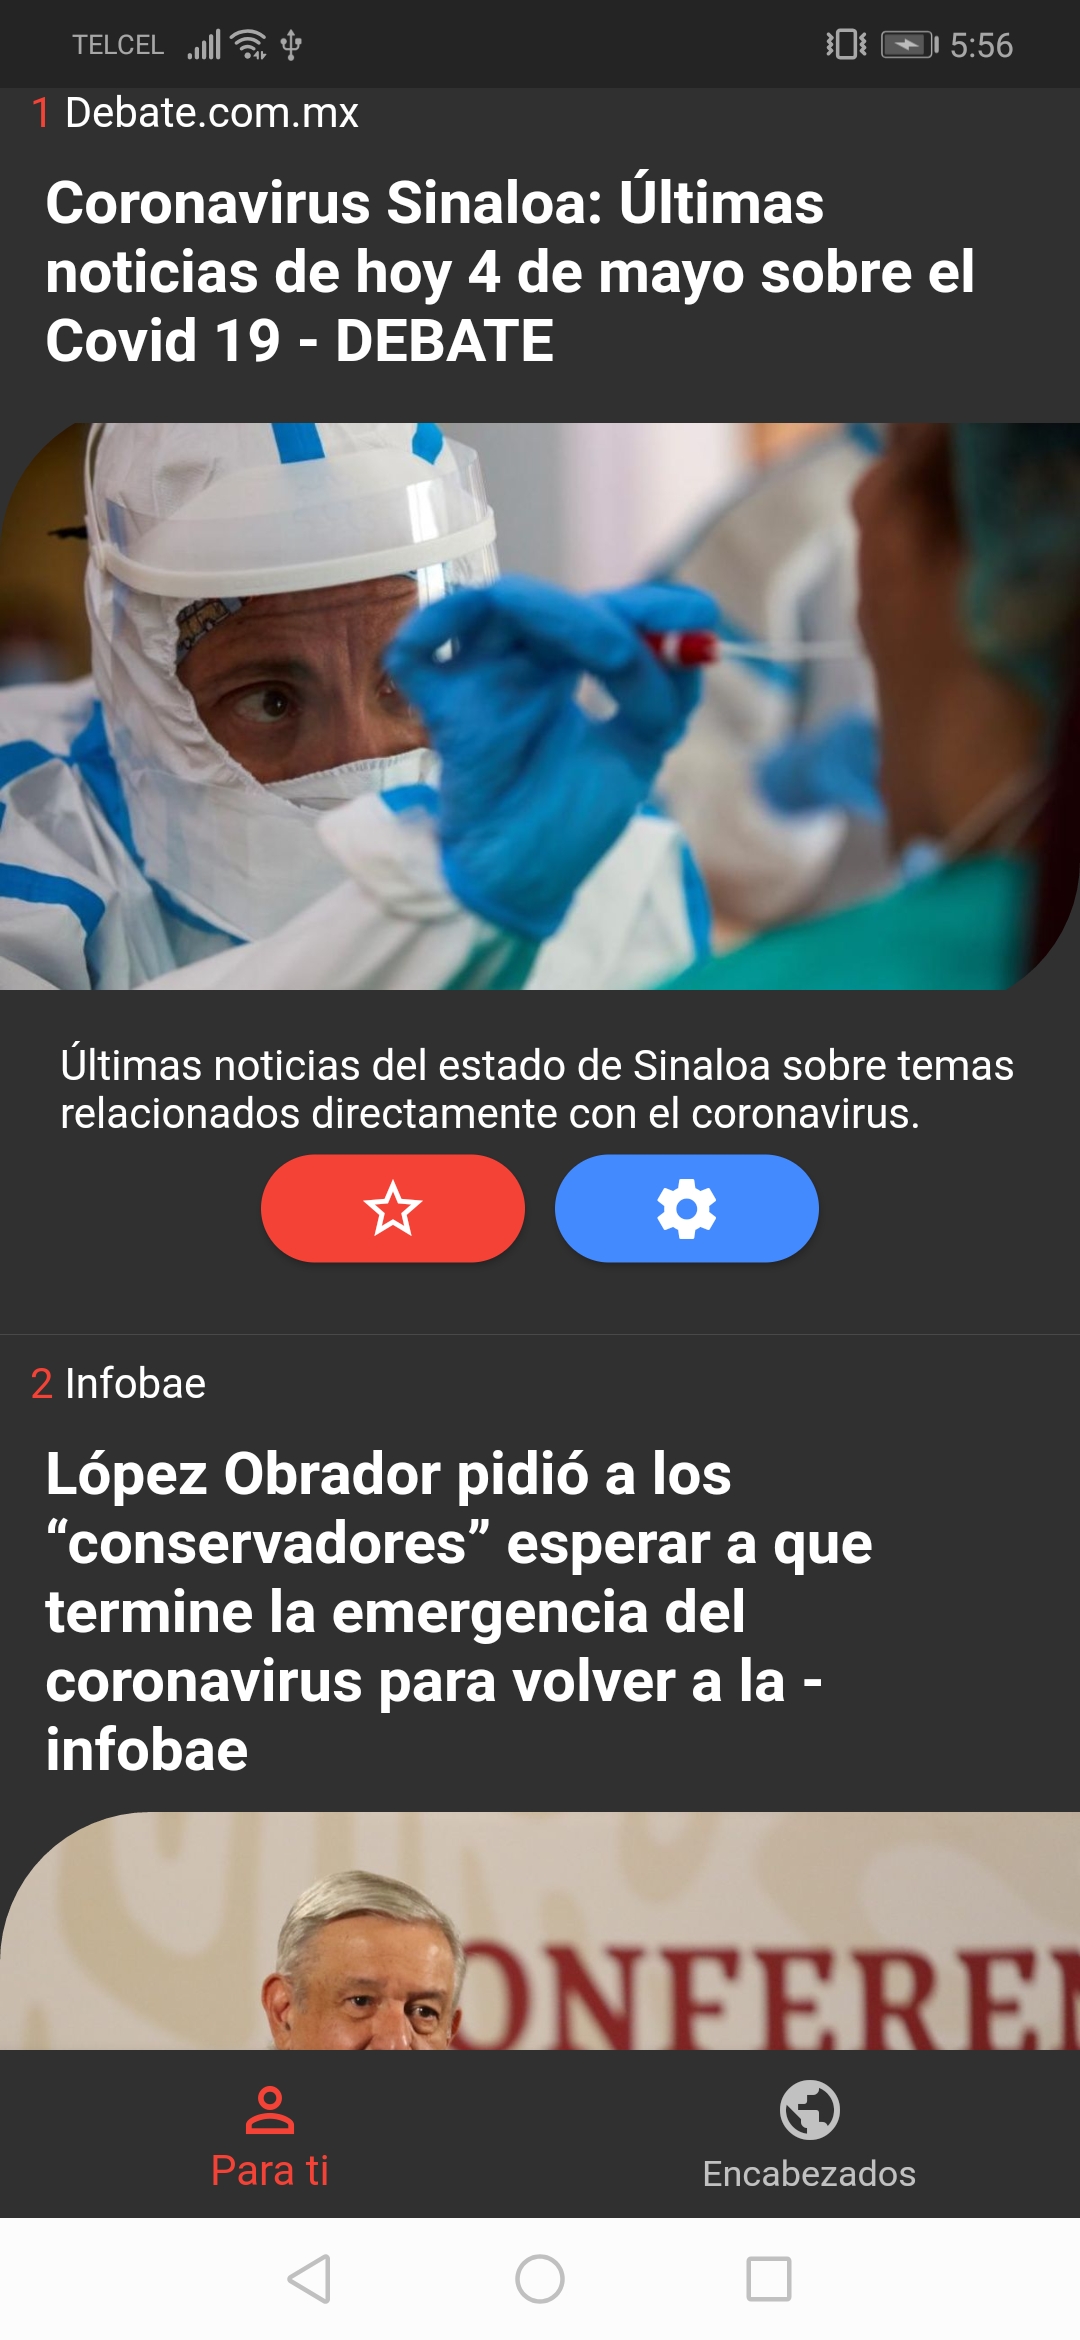 TELCEL 5:56
1 Debate.com.mx
Coronavirus Sinaloa: Últimas
noticias de hoy 4 de mayo sobre el
Covid 19 - DEBATE
Últimas noticias del estado de Sinaloa sobre temas
relacionados directamente con el coronavirus.
2 Infobae
López Obrador pidió a los
“conservadores” esperar a que
termine la emergencia del
coronavirus para volver a la -
infobae
ONFEREN
Para ti
Encabezados